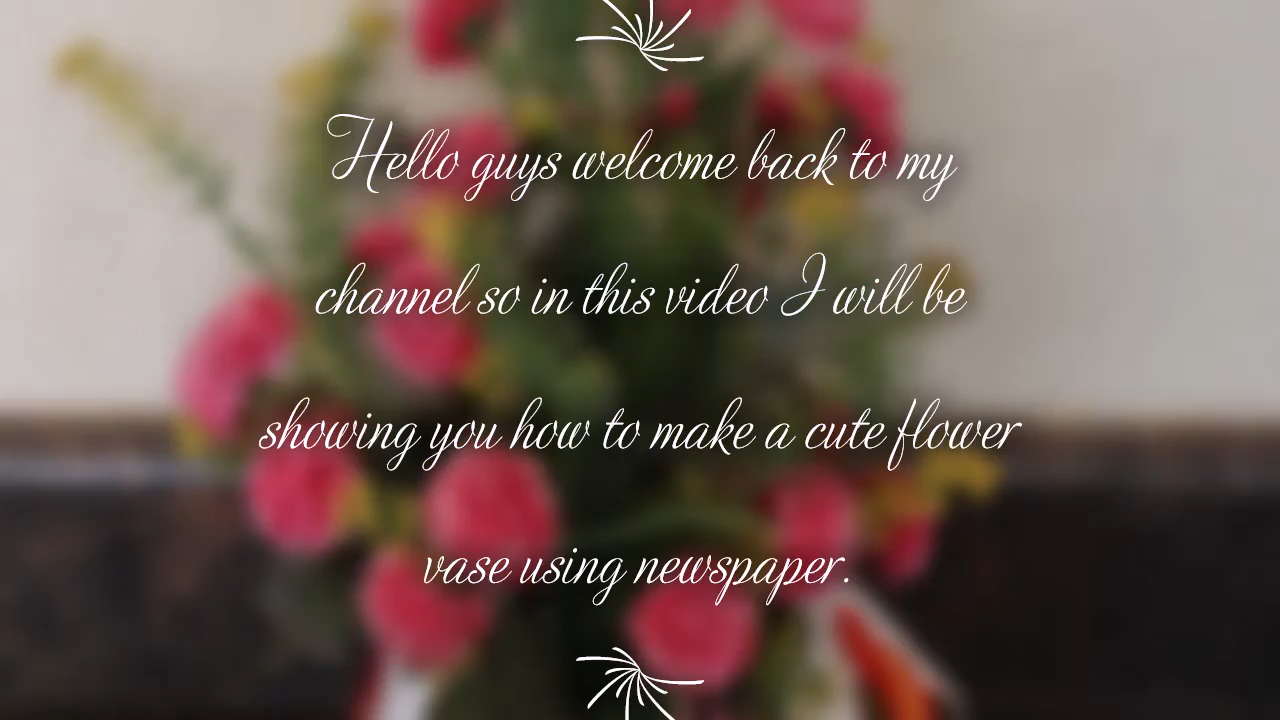 Hello guys welcome back to my
channel so in this video I will be
showing you how to make a cute flower
vase using newspaper.